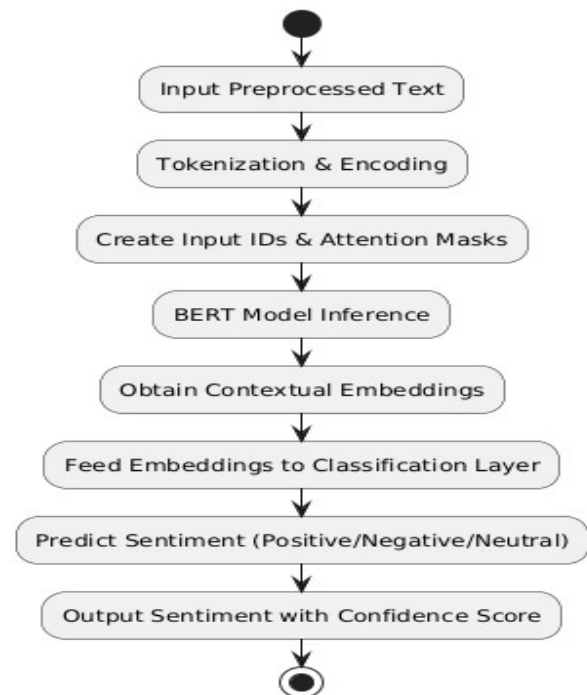 Input Preprocessed Text
Tokenization & Encoding
Create Input IDs & Attention Masks
BERT Model Inference
Obtain Contextual Embeddings
Feed Embeddings to Classification Layer
Predict Sentiment (Positive/Negative/Neutral)
Output Sentiment with Confidence Score